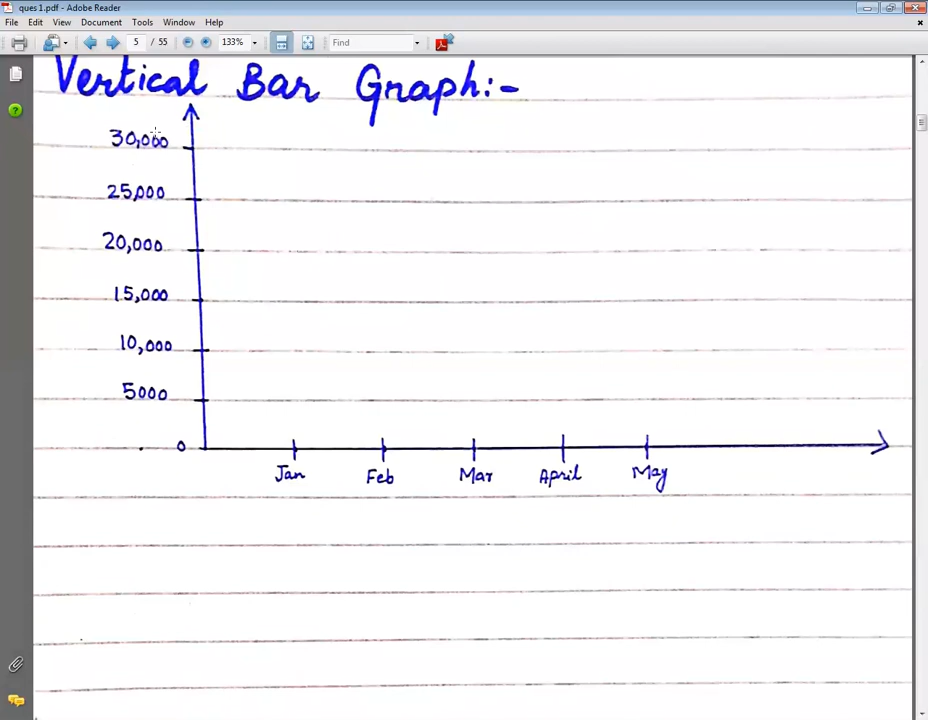 ques 1.pdf - Adobe Reader
File Edit View Document Tools Window Help
5 / 55 133% Find
Vertical Bar Graph:-
30,000
25,000
20,000
15,000
10,000
5000
0
Jan Feb Mar April May